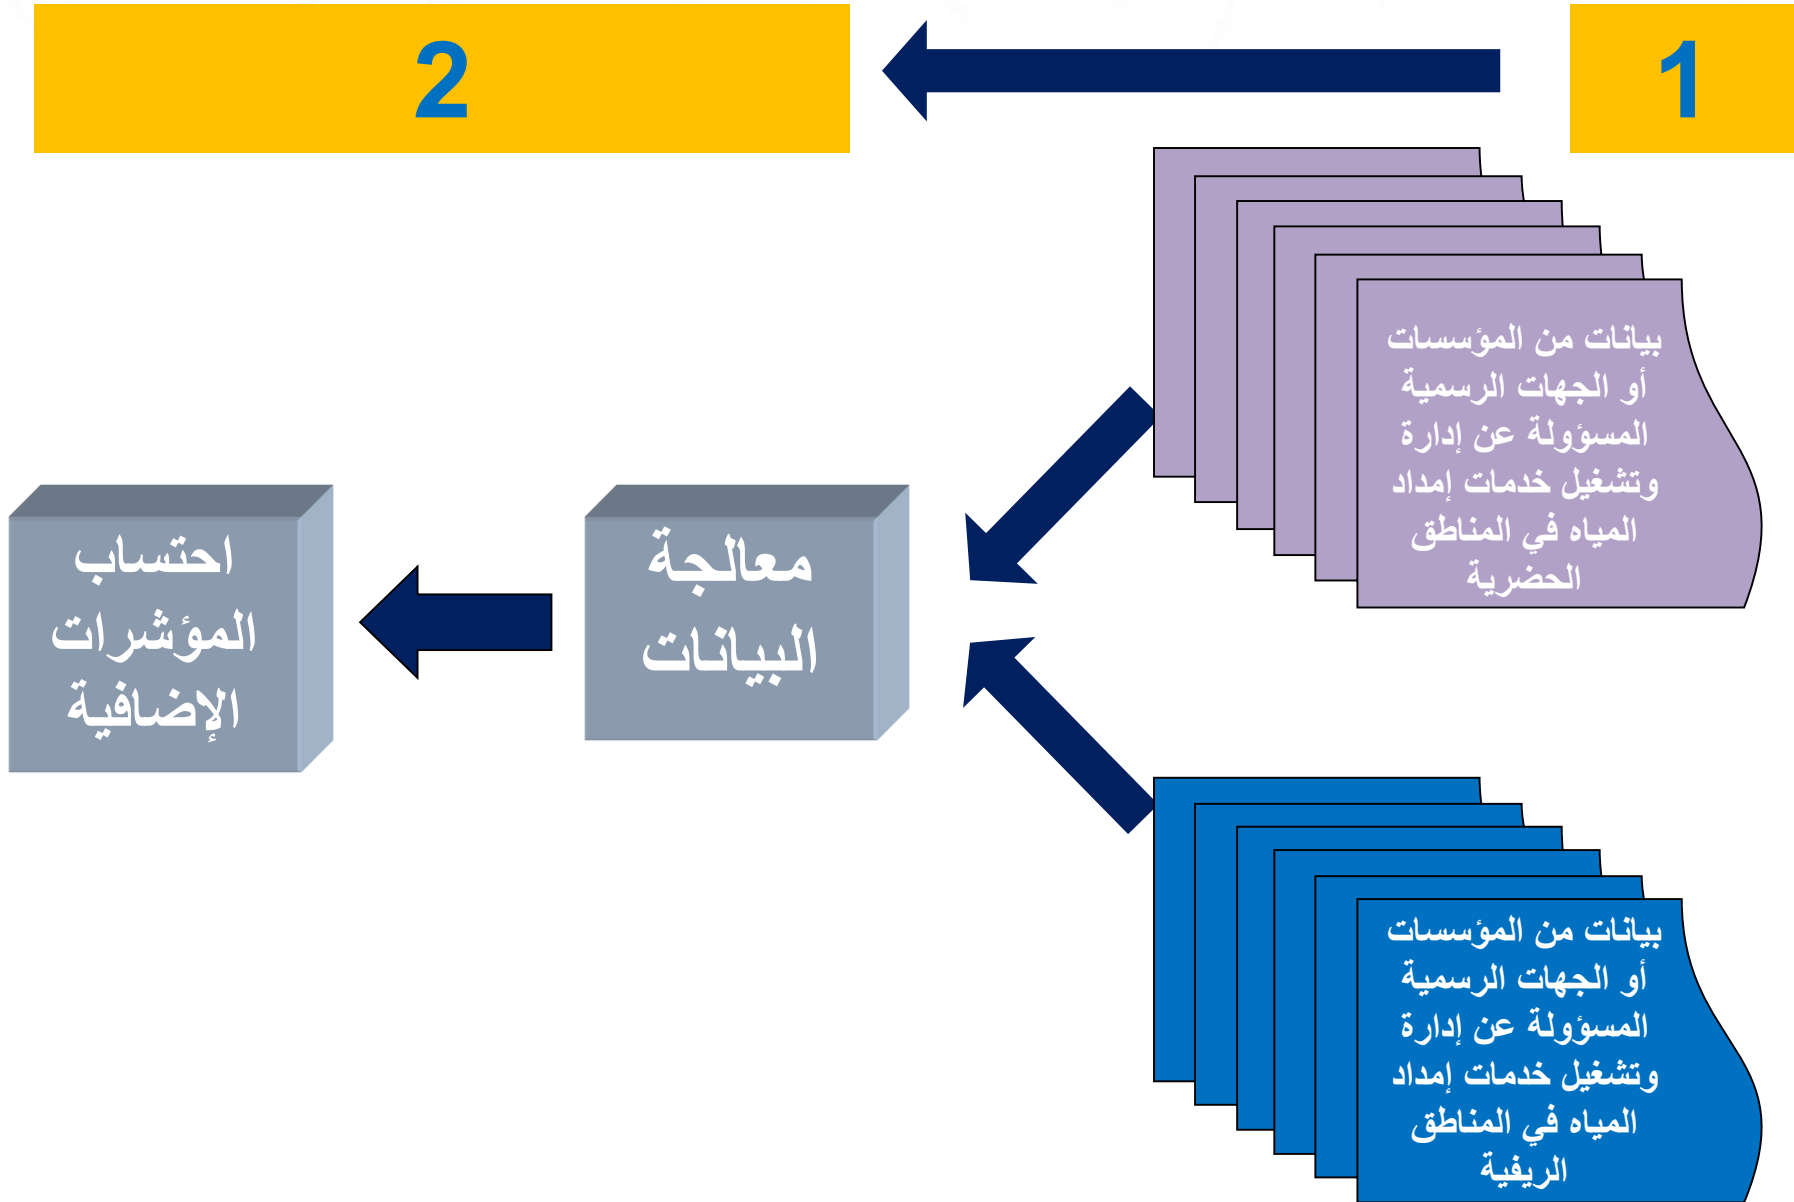 1
2
بيانات من المؤسسات
أو الجهات الرسمية
المسؤولة عن إدارة
وتشغيل خدمات إمداد
المياه في المناطق
الحضرية
معالجة
البيانات
احتساب
المؤشرات
الإضافية
بيانات من المؤسسات
أو الجهات الرسمية
المسؤولة عن إدارة
وتشغيل خدمات إمداد
المياه في المناطق
الريفية